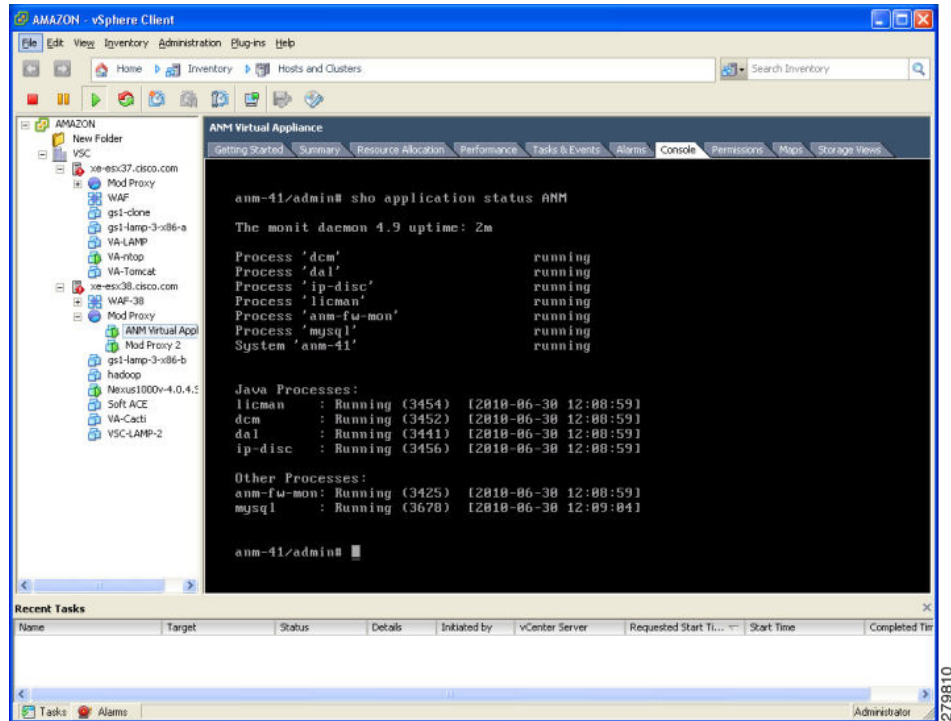 AMAZON - vSphere Client
File Edit View Inventory Administration Plug-ins Help
Home Inventory Hosts and Clusters
Search Inventory
AMAZON
New Folder
VSC
xe-esx37.cisco.com
Mod Proxy
WAF
gs1-clone
gs1-lamp-3-x86-a
VA-LAMP
VA-ntop
VA-Tomcat
xe-esx38.cisco.com
WAF-38
Mod Proxy
ANM Virtual Appl
Mod Proxy 2
gs1-lamp-3-x86-b
hadoop
Nexus1000v-4.0.4.S
Soft ACE
VA-Cacti
VSC-LAMP-2
ANM Virtual Appliance
Getting Started Summary Resource Allocation Performance Tasks & Events Alarms Console Permissions Maps Storage Views
anm-41/admin# sho application status ANM
The monit daemon 4.9 uptime: 2m
Process 'dcm' running
Process 'dal' running
Process 'ip-disc' running
Process 'licman' running
Process 'anm-fw-mon' running
Process 'mysql' running
System 'anm-41' running
Java Processes:
licman : Running (3454) [2010-06-30 12:08:59]
dcm : Running (3452) [2010-06-30 12:08:59]
dal : Running (3441) [2010-06-30 12:08:59]
ip-disc : Running (3456) [2010-06-30 12:08:59]
Other Processes:
anm-fw-mon: Running (3425) [2010-06-30 12:08:59]
mysql : Running (3678) [2010-06-30 12:09:04]
anm-41/admin#
Recent Tasks
Name Target Status Details Initiated by vCenter Server Requested Start Ti... Start Time Completed Tim
Tasks Alarms Administrator
279810